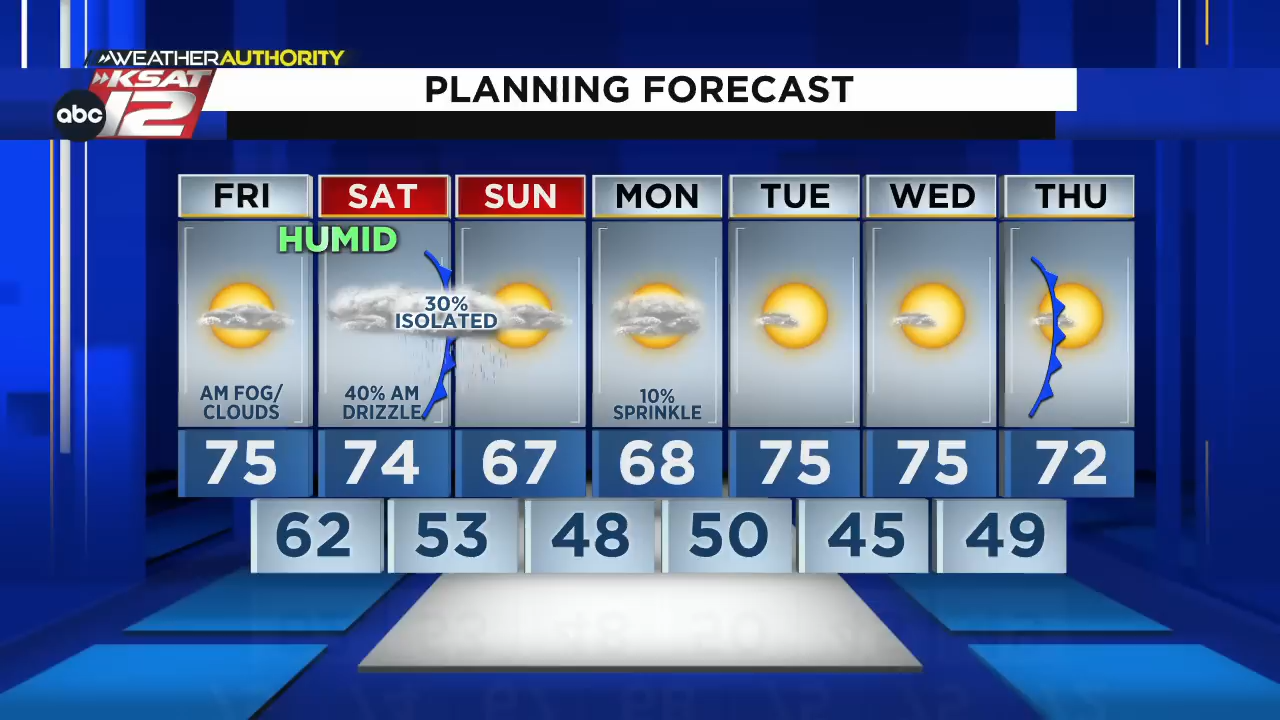 WEATHERAUTHORITY
KSAT
abc 12
PLANNING FORECAST
FRI SAT SUN MON TUE WED THU
HUMID
30%
ISOLATED
AM FOG/
CLOUDS
40% AM
DRIZZLE
10%
SPRINKLE
75 74 67 68 75 75 72
62 53 48 50 45 49